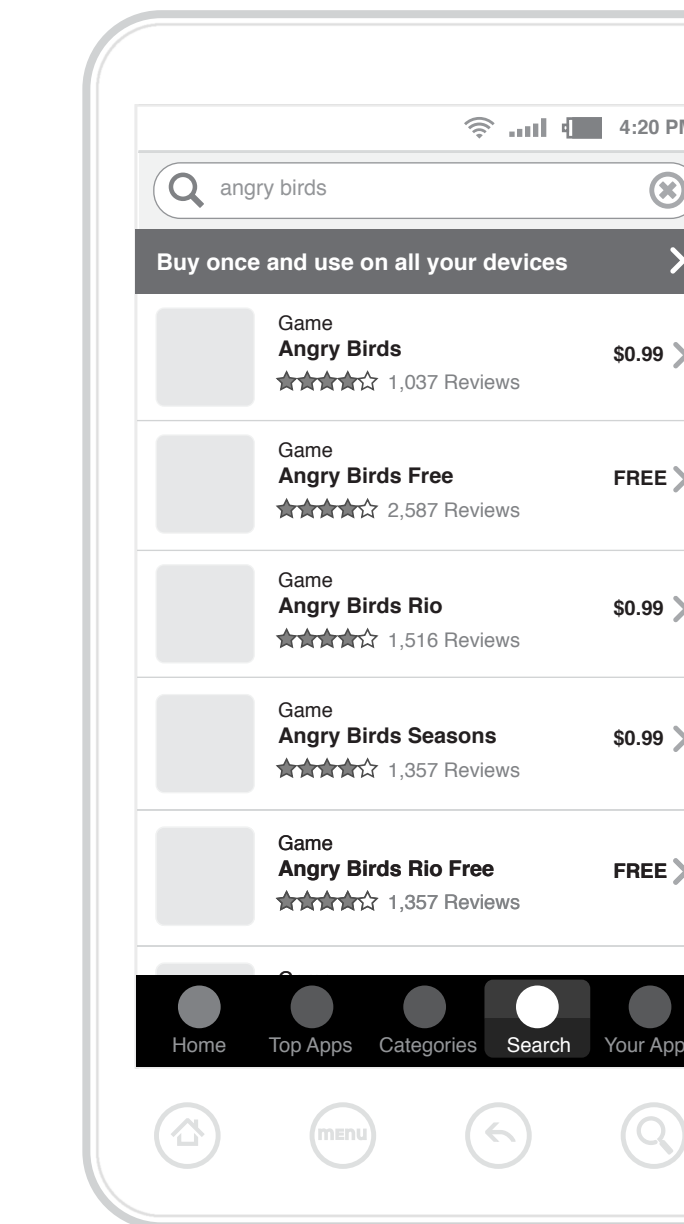 4:20 PM
angry birds
Buy once and use on all your devices
Game
Angry Birds
$0.99
1,037 Reviews
Game
Angry Birds Free
FREE
2,587 Reviews
Game
Angry Birds Rio
$0.99
1,516 Reviews
Game
Angry Birds Seasons
$0.99
1,357 Reviews
Game
Angry Birds Rio Free
FREE
1,357 Reviews
Home Top Apps Categories Search Your App
MENU